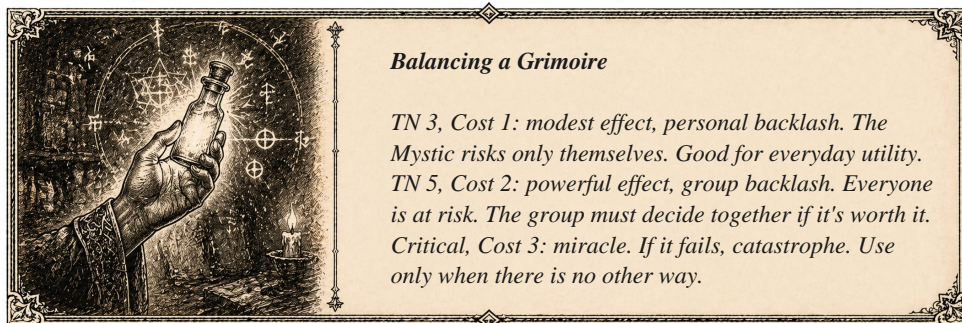 Balancing a Grimoire
TN 3, Cost 1: modest effect, personal backlash. The
Mystic risks only themselves. Good for everyday utility.
TN 5, Cost 2: powerful effect, group backlash. Everyone
is at risk. The group must decide together if it's worth it.
Critical, Cost 3: miracle. If it fails, catastrophe. Use
only when there is no other way.